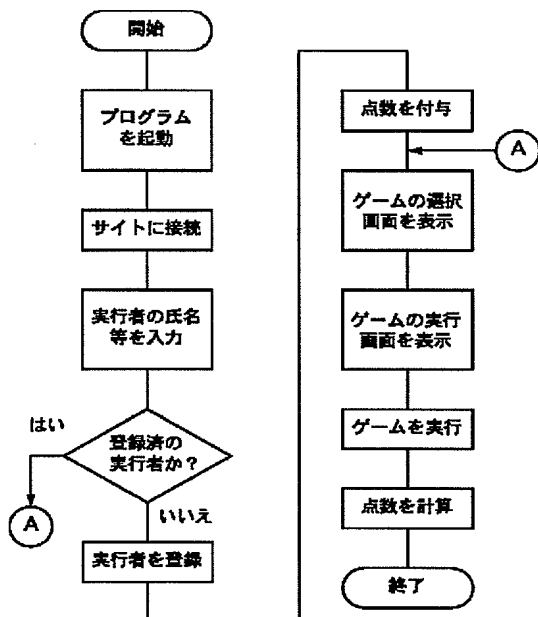 開始
プログラム
を起動
サイトに接続
実行者の氏名
等を入力
はい
登録済の
実行者か？
A
いいえ
実行者を登録
点数を付与
A
ゲームの選択
画面を表示
ゲームの実行
画面を表示
ゲームを実行
点数を計算
終了